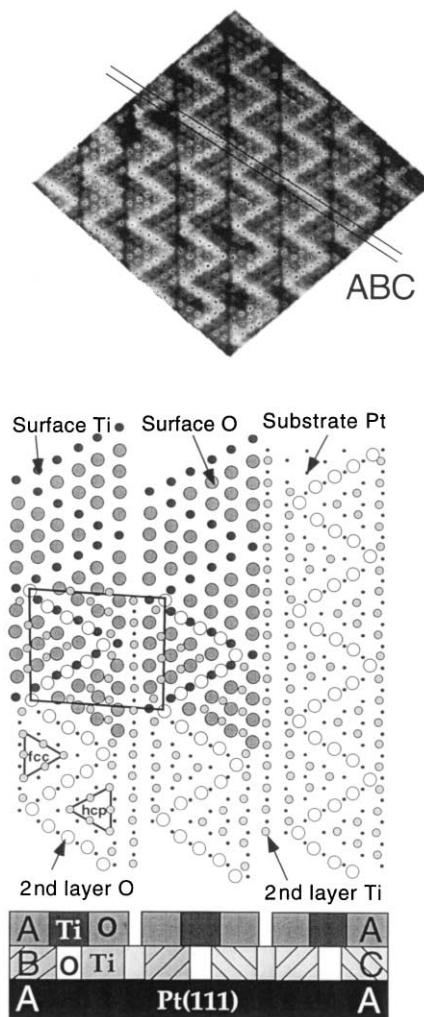 ABC
Surface Ti Surface O Substrate Pt
fcc
hcp
2nd layer O 2nd layer Ti
A Ti O A
B O Ti C
A Pt(111) A